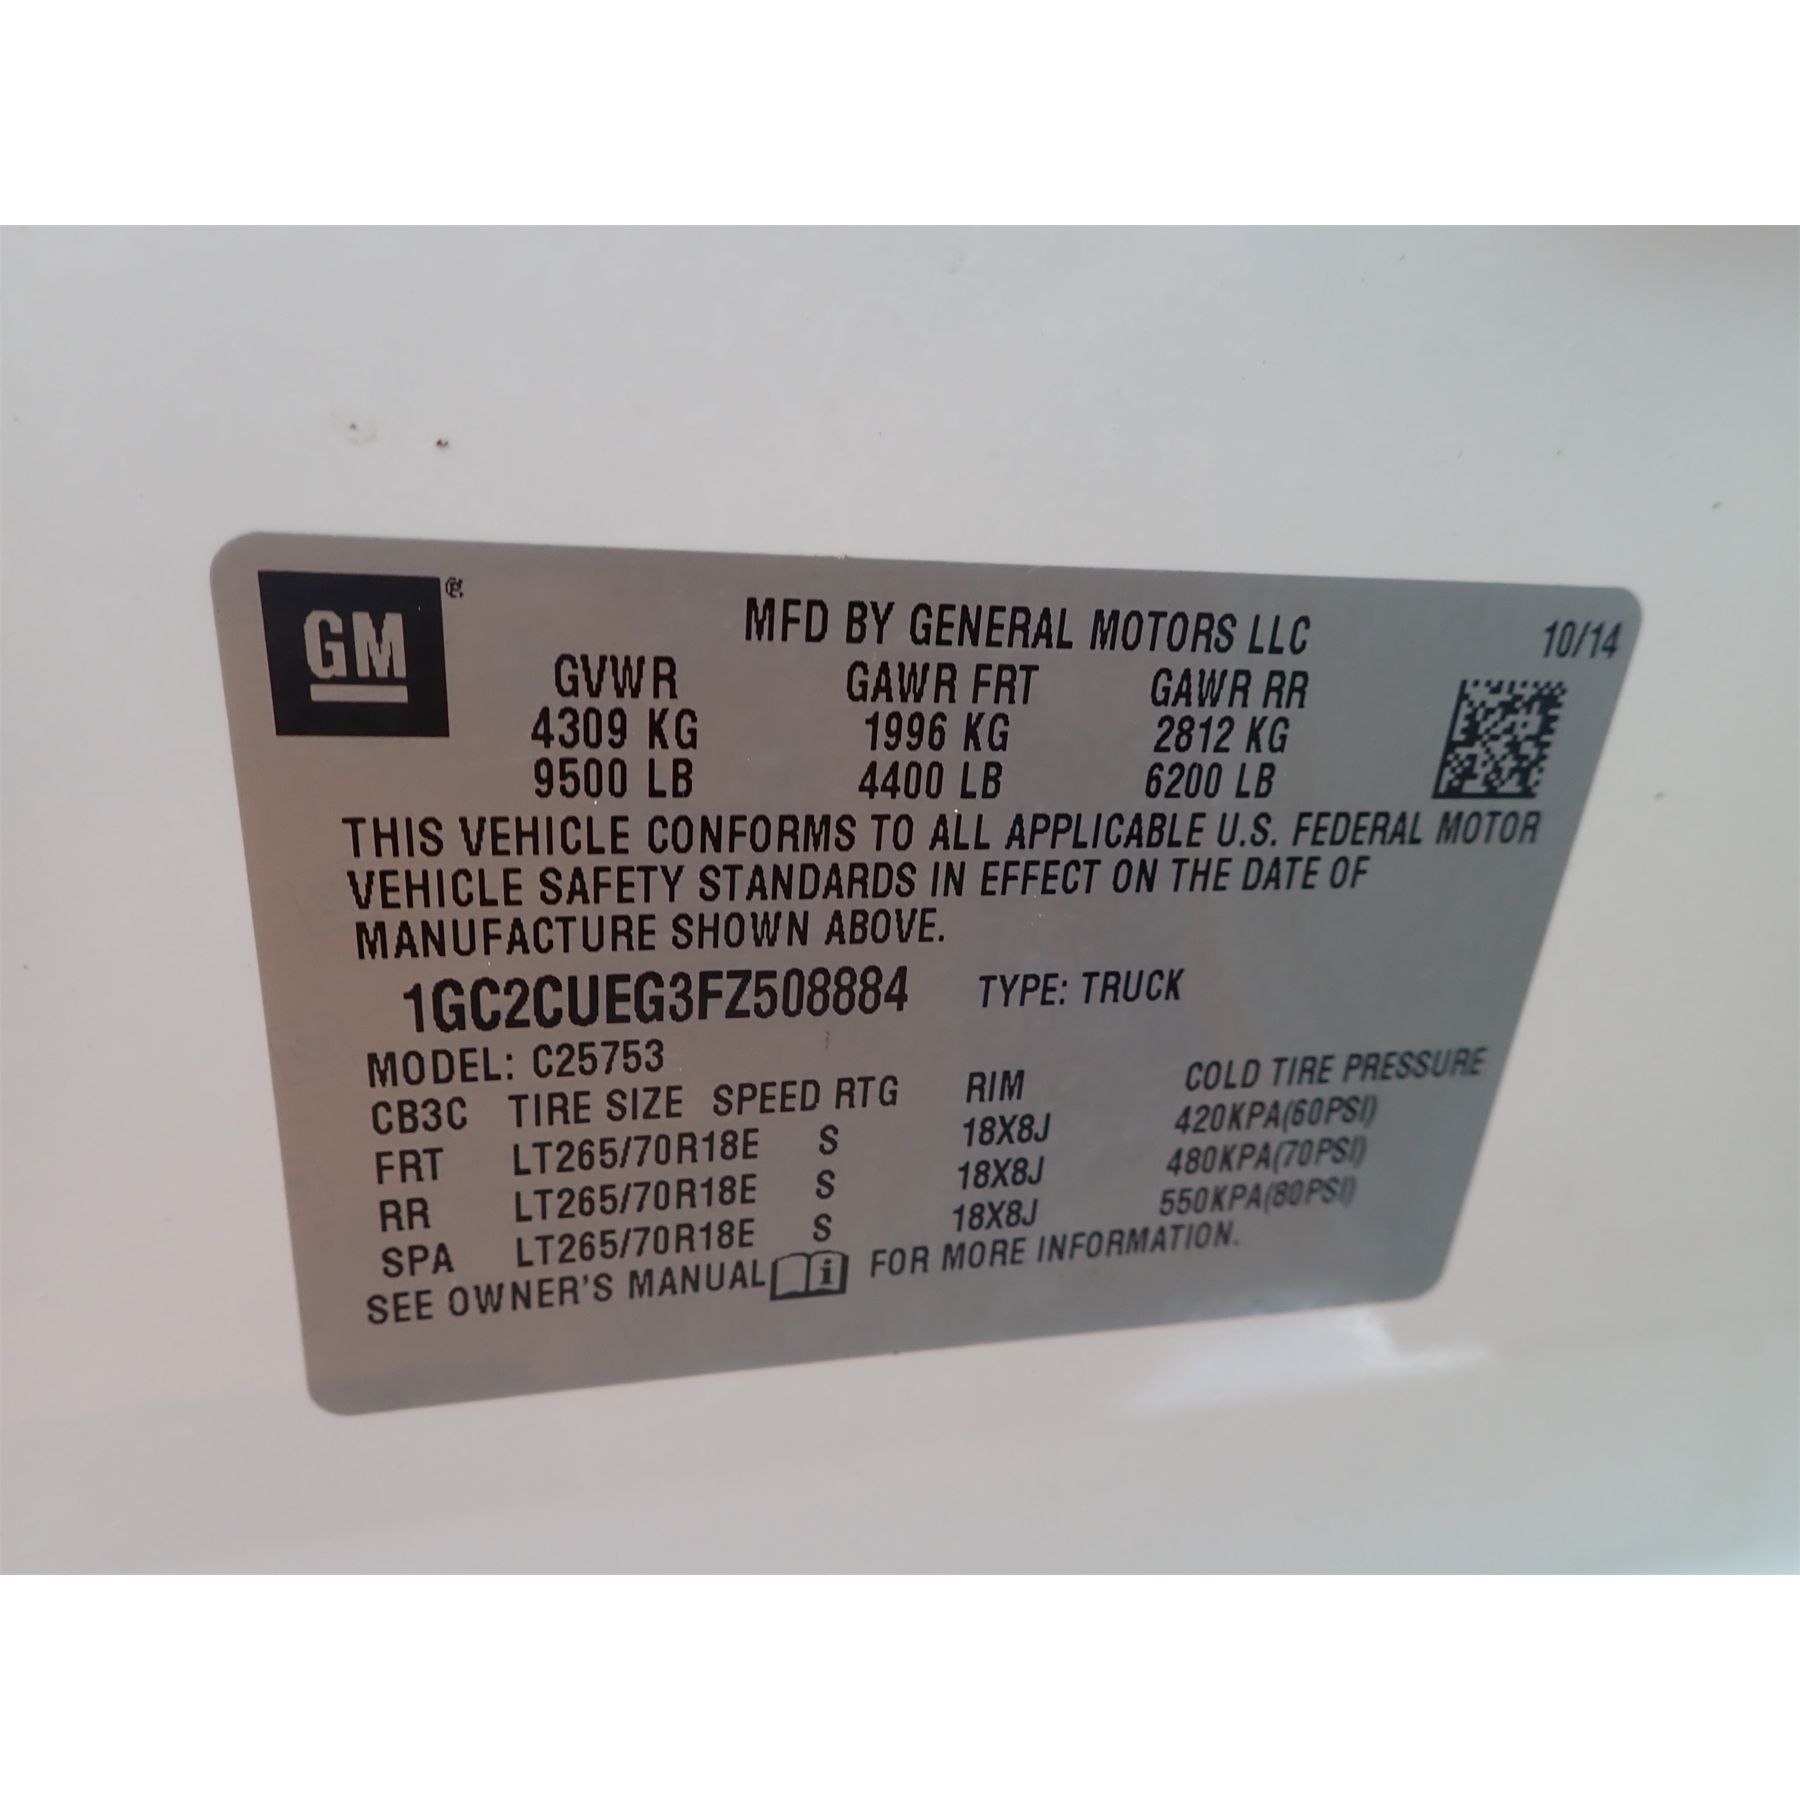 GM
MFD BY GENERAL MOTORS LLC 10/14
GVWR GAWR FRT GAWR RR
4309 KG 1996 KG 2812 KG
9500 LB 4400 LB 6200 LB
THIS VEHICLE CONFORMS TO ALL APPLICABLE U.S. FEDERAL MOTOR
VEHICLE SAFETY STANDARDS IN EFFECT ON THE DATE OF
MANUFACTURE SHOWN ABOVE.
1GC2CUEG3FZ508884 TYPE: TRUCK
MODEL: C25753
CB3C TIRE SIZE SPEED RTG RIM COLD TIRE PRESSURE
FRT LT265/70R18E S 18X8J 420KPA(60PSI)
RR LT265/70R18E S 18X8J 480KPA(70PSI)
SPA LT265/70R18E S 18X8J 550KPA(80PSI)
SEE OWNER'S MANUAL i FOR MORE INFORMATION.